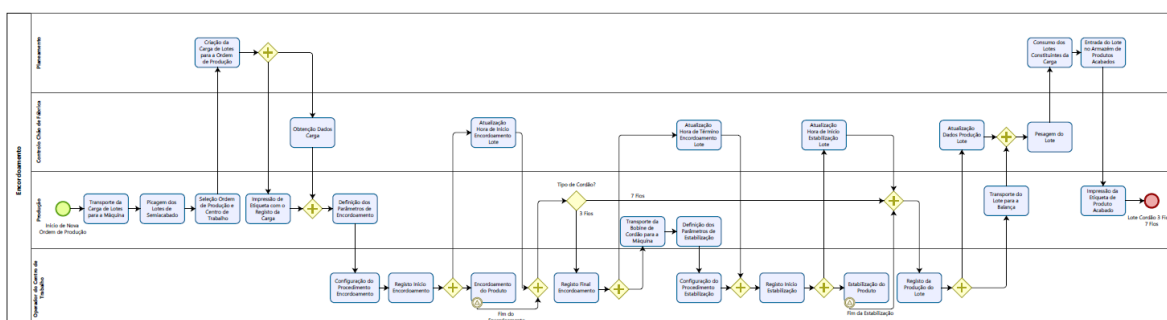 Encordoamento
Planeamento
Criação da
Carga de Lotes
para a Ordem
de Produção
Consumo dos
Lotes
Constituintes da
Carga
Entrada do Lote
no Armazém de
Produtos
Acabados
Controlo Chão de Fábrica
Obtenção Dados
Carga
Atualização
Hora de Início
Encordoamento
Lote
Atualização
Hora de Término
Encordoamento
Lote
Atualização
Hora de Início
Estabilização
Lote
Atualização
Dados Produção
Lote
Pesagem do
Lote
Produção
Início de Nova
Ordem de Produção
Transporte da
Carga de Lotes
para a Máquina
Picagem dos
Lotes de
Semiacabado
Seleção Ordem
de Produção e
Centro de
Trabalho
Impressão de
Etiqueta com o
Registo da
Carga
Definição dos
Parâmetros de
Encordoamento
Tipo de Cordão?
7 Fios
3 Fios
Transporte da
Bobine de
Cordão para a
Máquina
Definição dos
Parâmetros de
Estabilização
Transporte do
Lote para a
Balança
Impressão da
Etiqueta de
Produto
Acabado
Lote Cordão 3 Fi
7 Fios
Operador do Centro de
Trabalho
Configuração do
Procedimento
Encordoamento
Registo Início
Encordoamento
Encordoamento
do Produto
Fim do
Registo Final
Encordoamento
Configuração do
Procedimento
Estabilização
Registo Início
Estabilização
Estabilização do
Produto
Fim da Estabilização
Registo da
Produção do
Lote